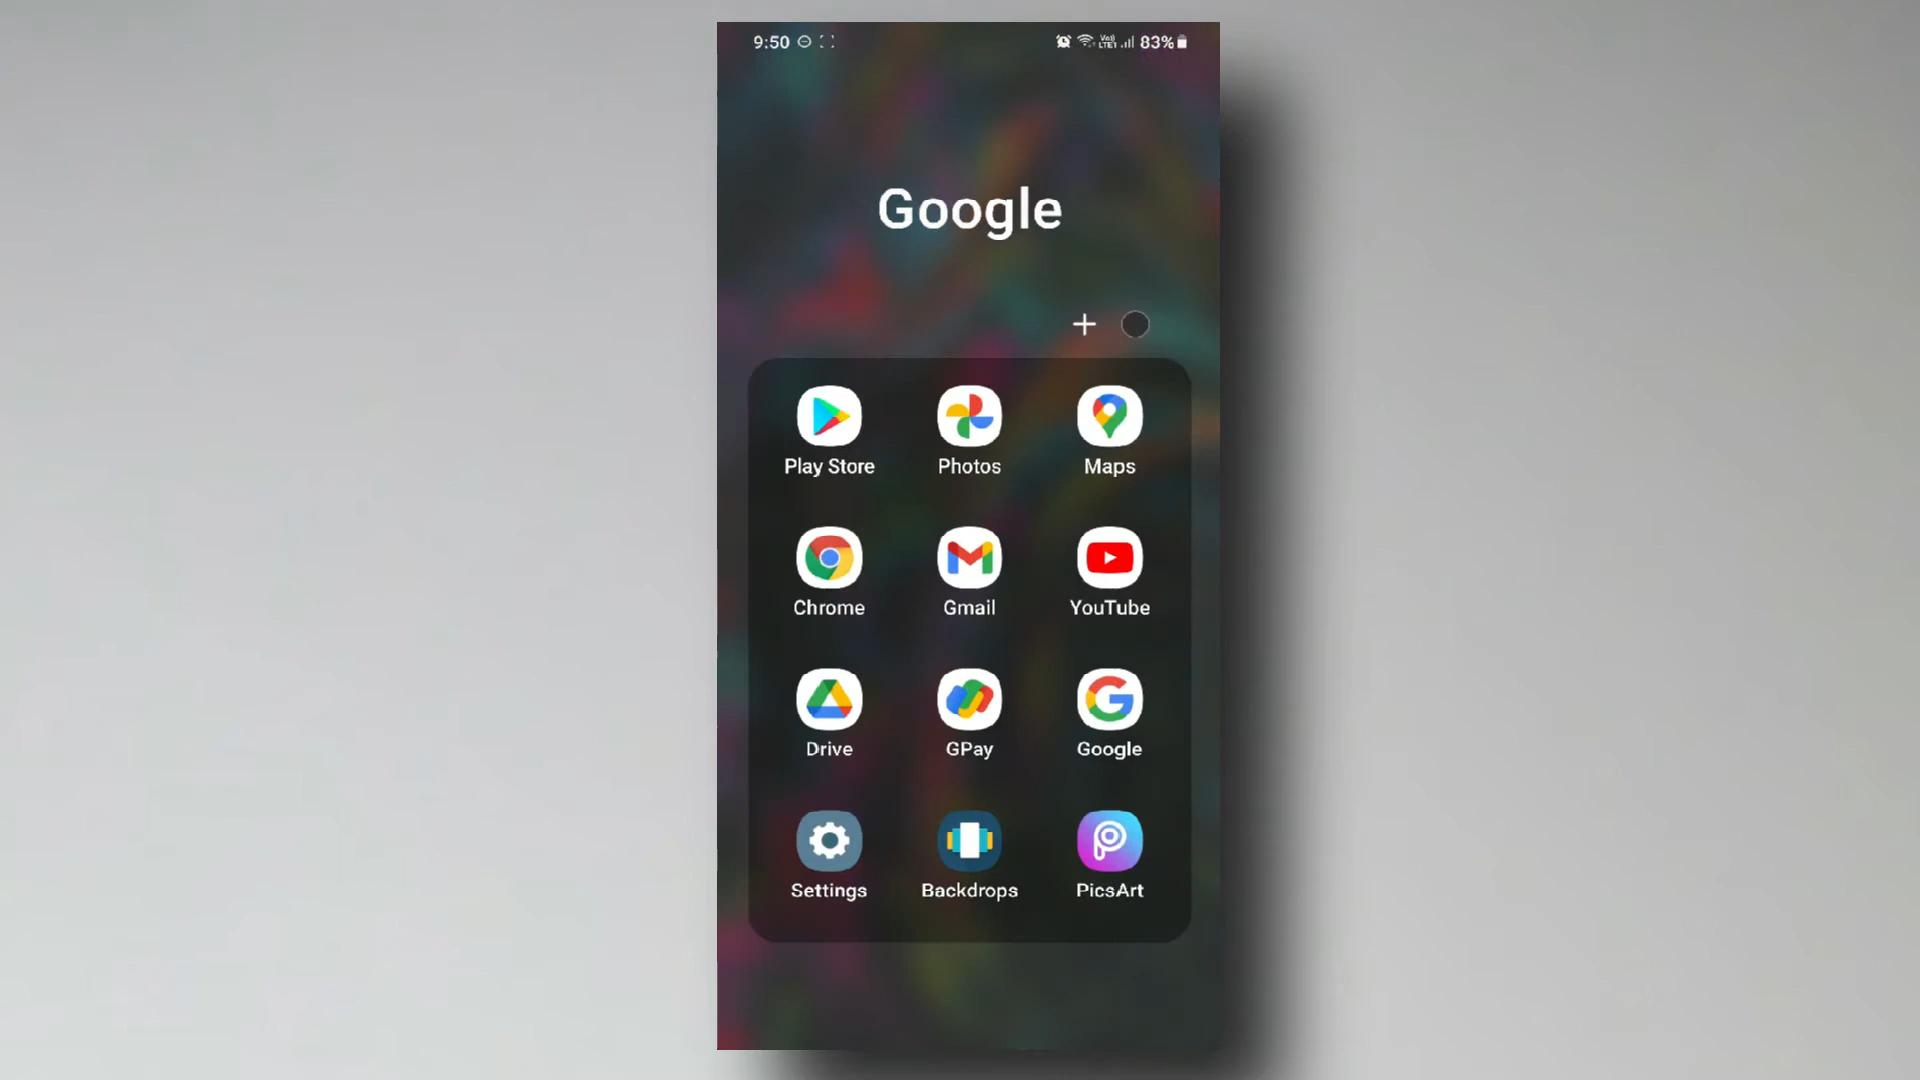 9:50 83%
Google
Play Store Photos Maps
Chrome Gmail YouTube
Drive GPay Google
Settings Backdrops PicsArt